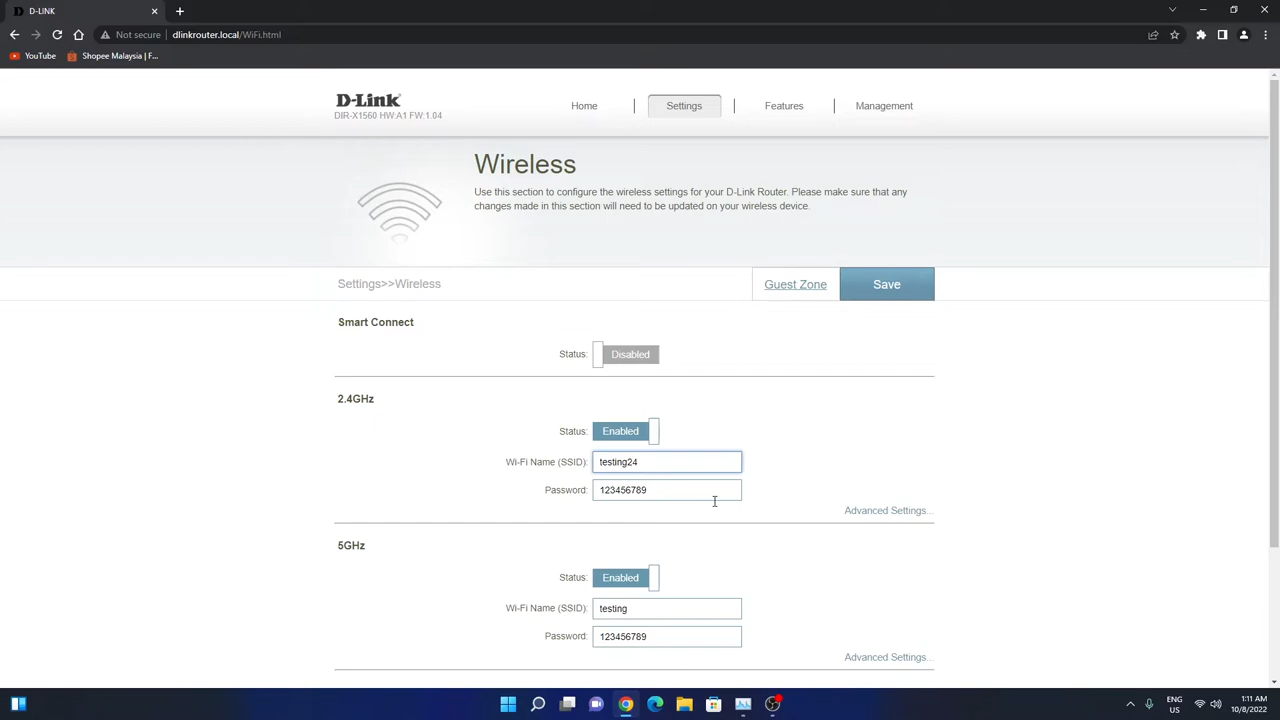 D-LINK
Not secure
dlinkrouter.local/WiFi.html
YouTube
Shopee Malaysia | F...
D-Link
DIR-X1560 HW:A1 FW:1.04
Home
Settings
Features
Management
Wireless
Use this section to configure the wireless settings for your D-Link Router. Please make sure that any
changes made in this section will need to be updated on your wireless device.
Settings>>Wireless
Guest Zone
Save
Smart Connect
Status:
Disabled
2.4GHz
Status:
Enabled
Wi-Fi Name (SSID):
testing24
Password:
123456789
Advanced Settings...
5GHz
Status:
Enabled
Wi-Fi Name (SSID):
testing
Password:
123456789
Advanced Settings...
ENG
US
1:11 AM
10/8/2022